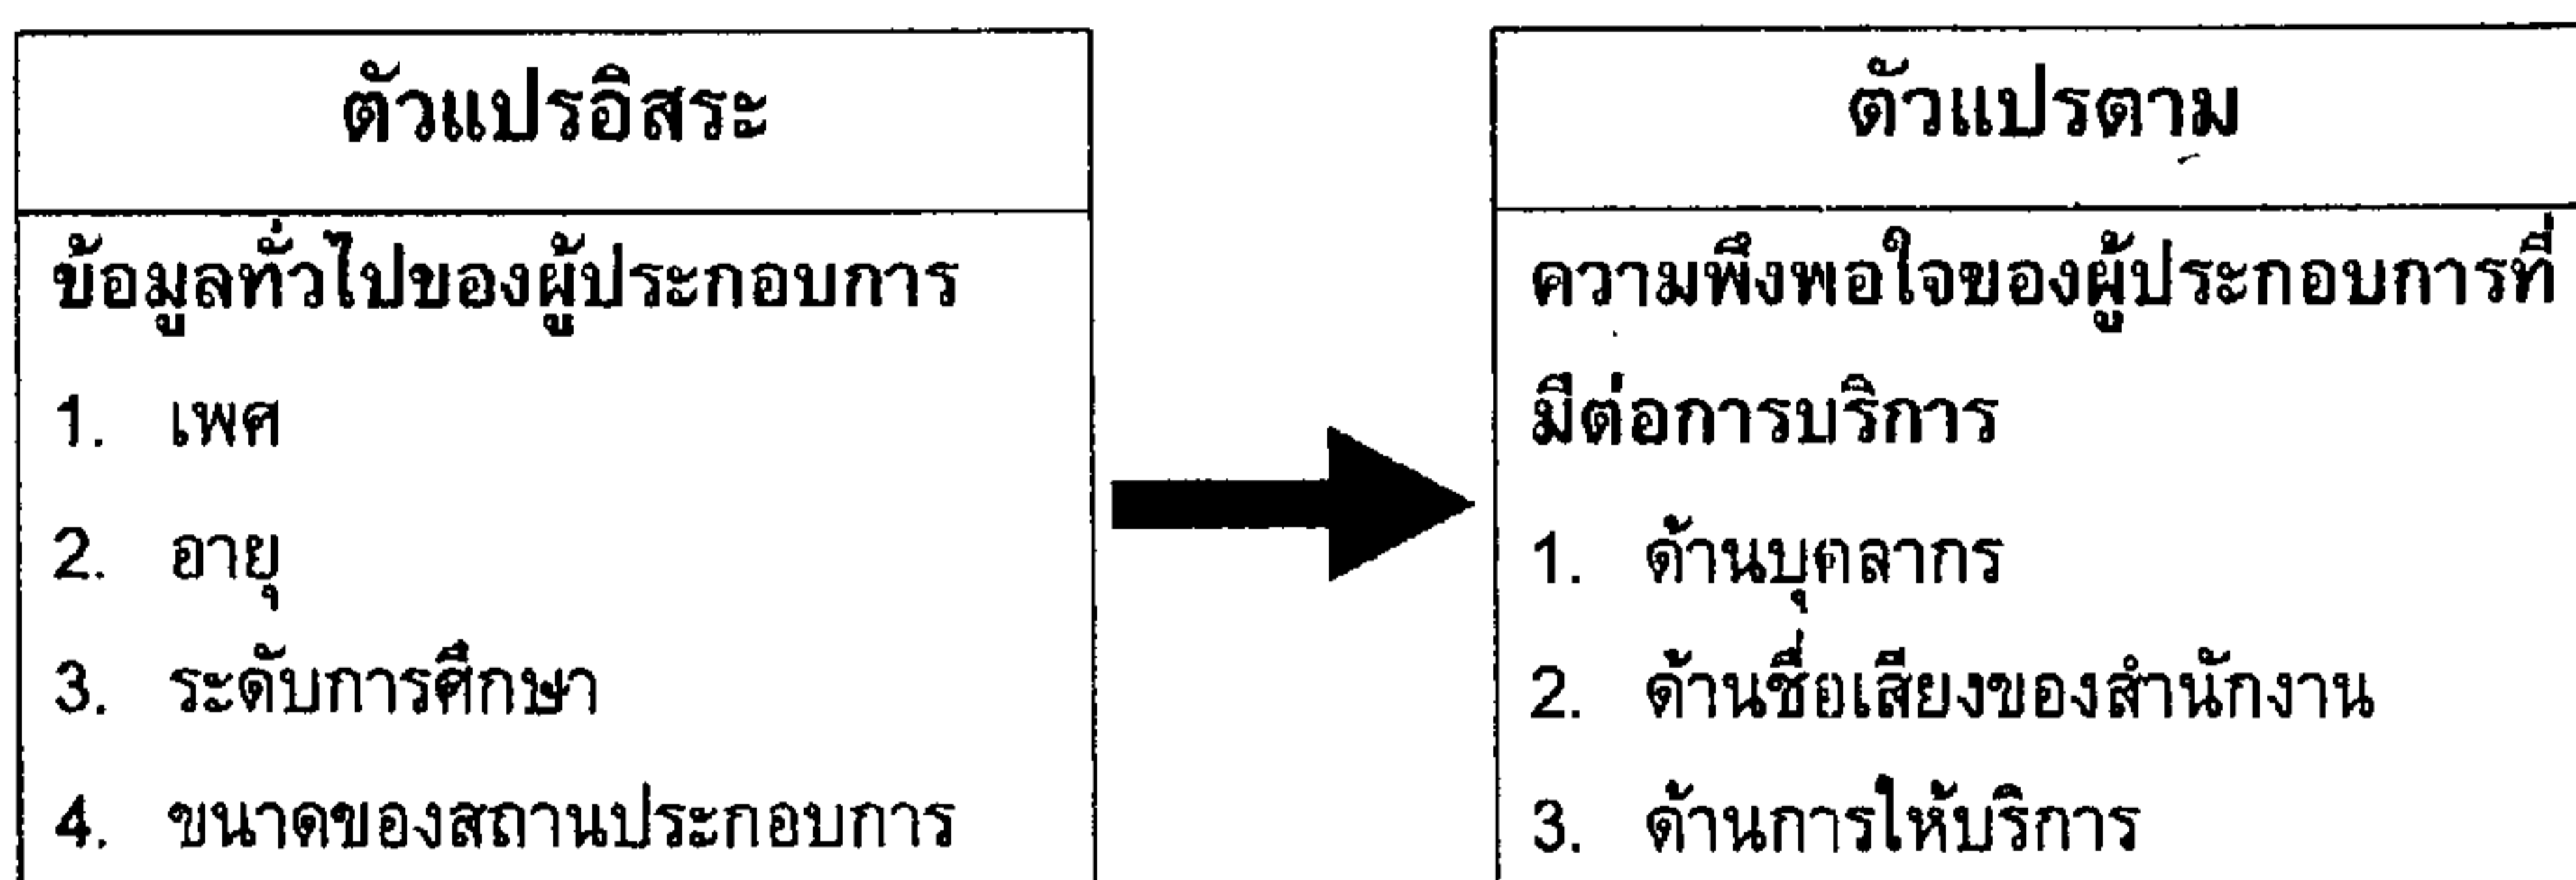 ตัวแปรอิสระ
ข้อมูลทั่วไปของผู้ประกอบการ
1. เพศ
2. อายุ
3. ระดับการศึกษา
4. ขนาดของสถานประกอบการ
ตัวแปรตาม
ความพึงพอใจของผู้ประกอบการที่
มีต่อการบริการ
1. ด้านบุคลากร
2. ด้านชื่อเสียงของสำนักงาน
3. ด้านการให้บริการ